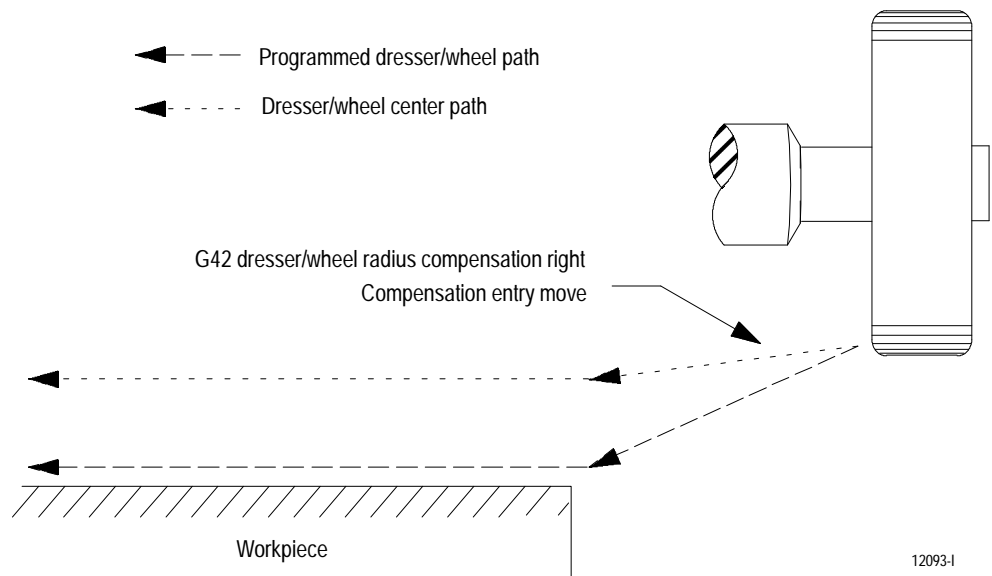 Programmed dresser/wheel path
Dresser/wheel center path
G42 dresser/wheel radius compensation right
Compensation entry move
Workpiece
12093-I